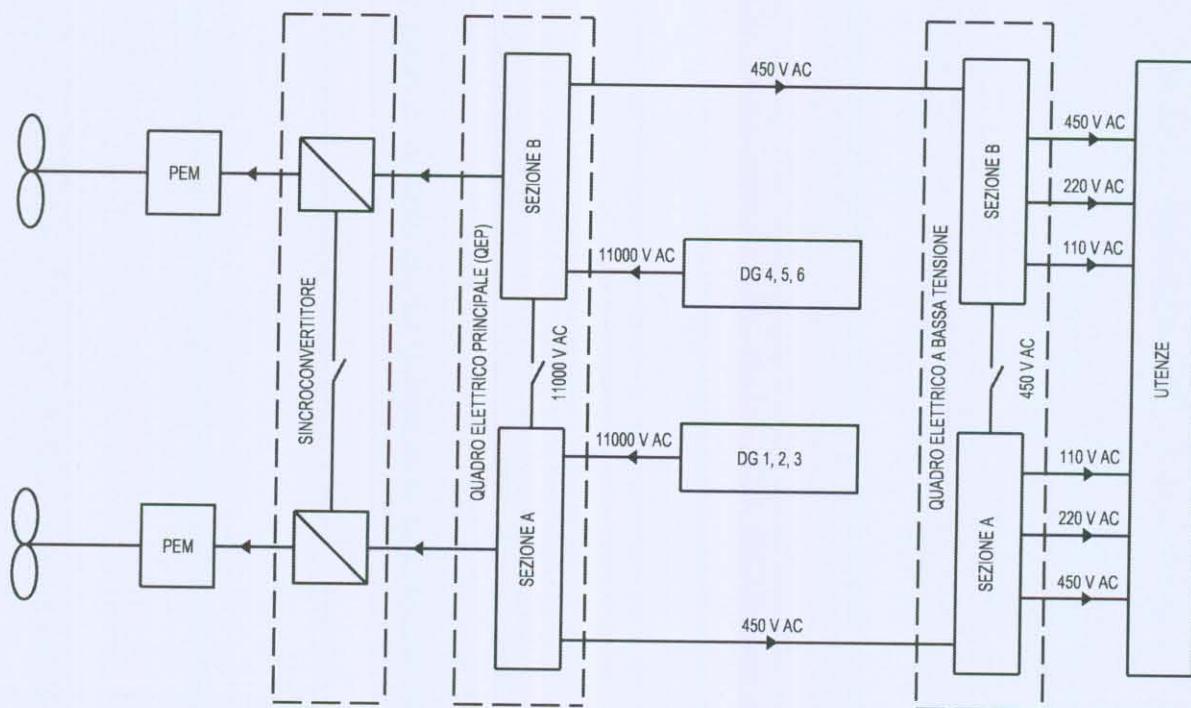 450 V AC
SEZIONE B
SEZIONE B
450 V AC
PEM
220 V AC
110 V AC
11000 V AC
DG 4, 5, 6
SINCROCONVERTITORE
QUADRO ELETTRICO PRINCIPALE (QEP)
11000 V AC
QUADRO ELETTRICO A BASSA TENSIONE
450 V AC
UTENZE
11000 V AC
DG 1, 2, 3
110 V AC
PEM
SEZIONE A
SEZIONE A
220 V AC
450 V AC
450 V AC